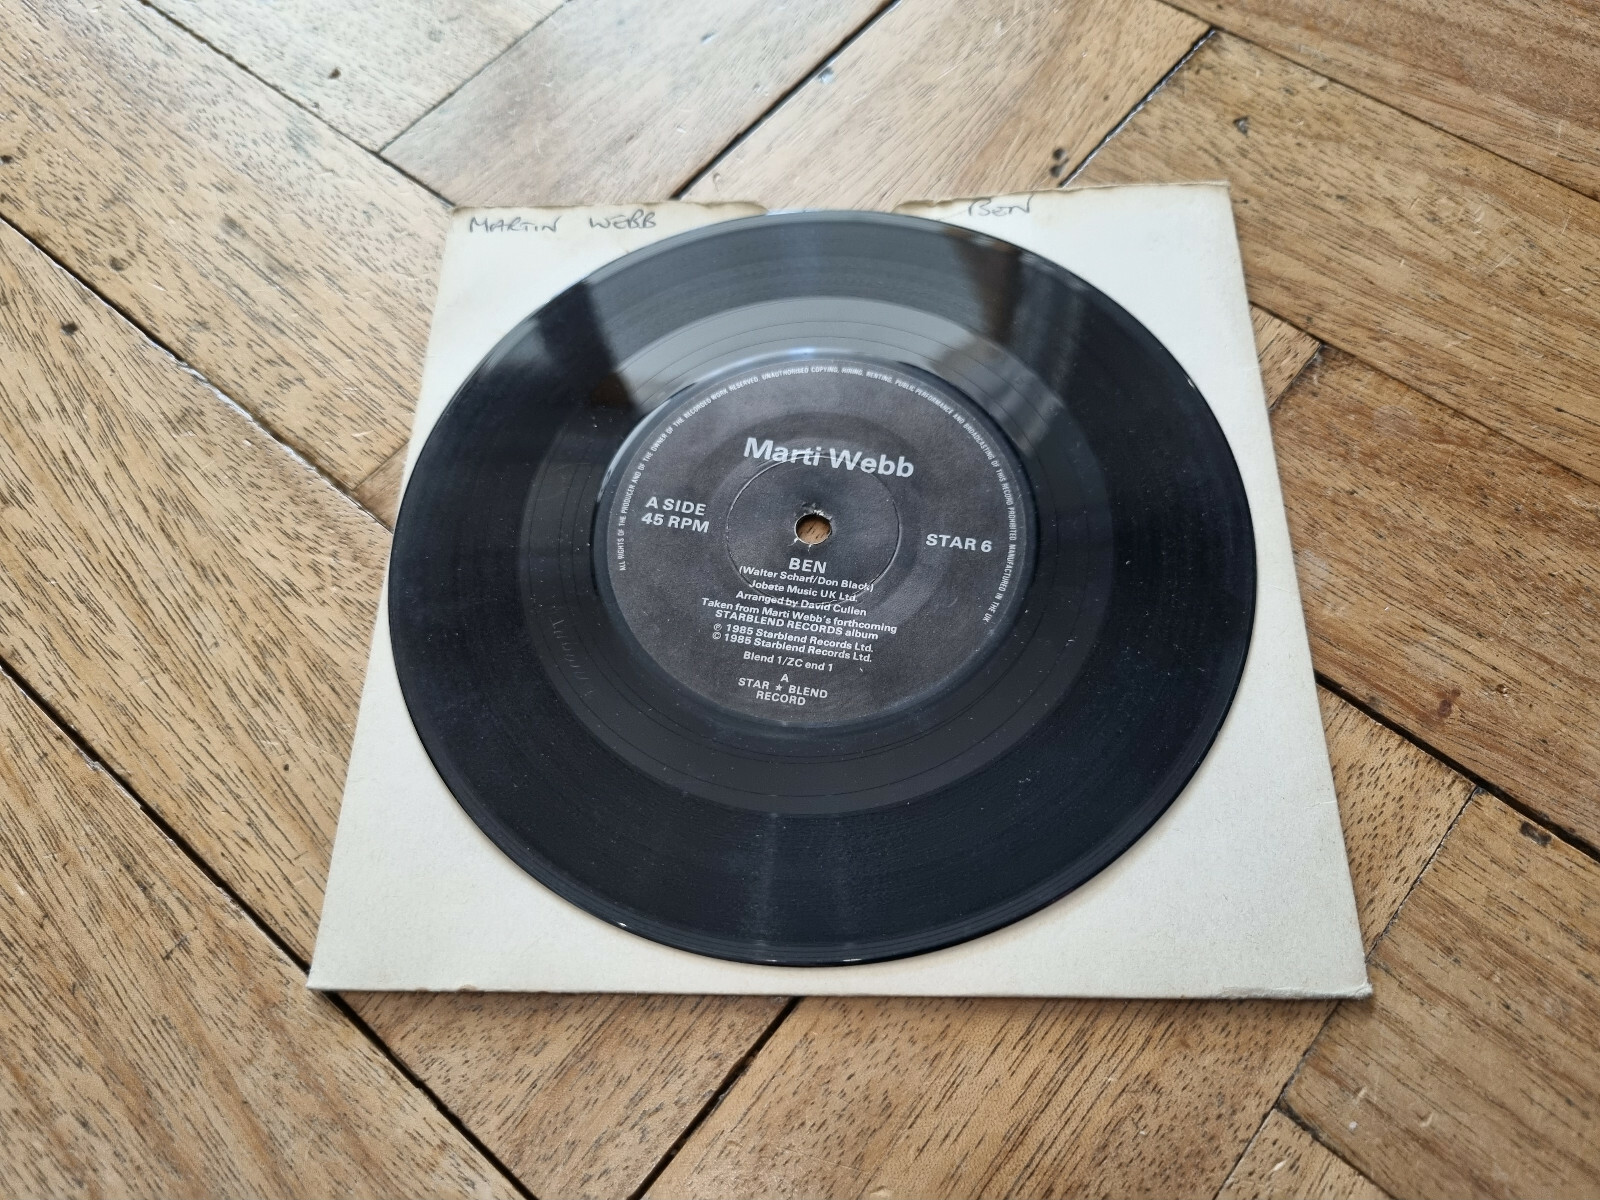 MARTIN WEBB
BEN
ALL RIGHTS OF THE PRODUCER AND OF THE OWNER OF THE RECORDED WORK RESERVED. UNAUTHORISED COPYING, HIRING, RENTING, PUBLIC PERFORMANCE AND BROADCASTING OF THIS RECORD PROHIBITED MANUFACTURED IN THE UK
Marti Webb
A SIDE
45 RPM
STAR 6
BEN
(Walter Scharf/Don Black)
Jobete Music UK Ltd.
Arranged by David Cullen
Taken from Marti Webb's forthcoming
STARBLEND RECORDS album
℗ 1985 Starblend Records Ltd.
© 1985 Starblend Records Ltd.
Blend 1/ZC end 1
A
STAR ★ BLEND
RECORD